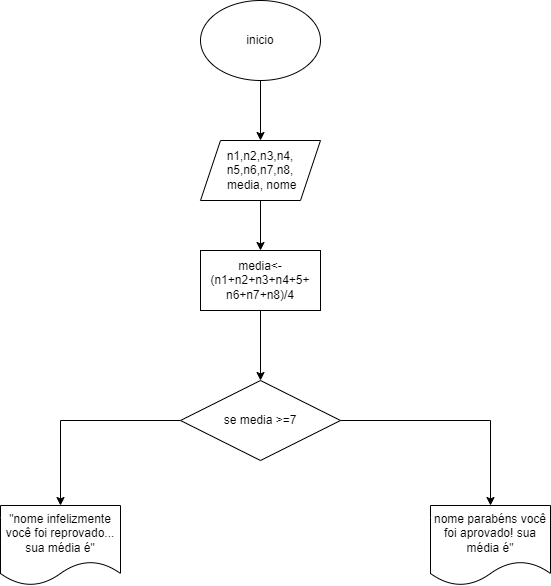 inicio
n1,n2,n3,n4,
n5,n6,n7,n8,
media, nome
media<-
(n1+n2+n3+n4+5+
n6+n7+n8)/4
se media >=7
"nome infelizmente
você foi reprovado...
sua média é"
nome parabéns você
foi aprovado! sua
média é"